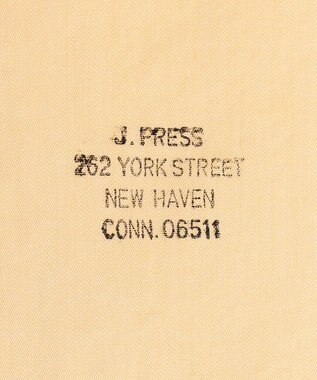 J. PRESS
262 YORK STREET
NEW HAVEN
CONN. 06511